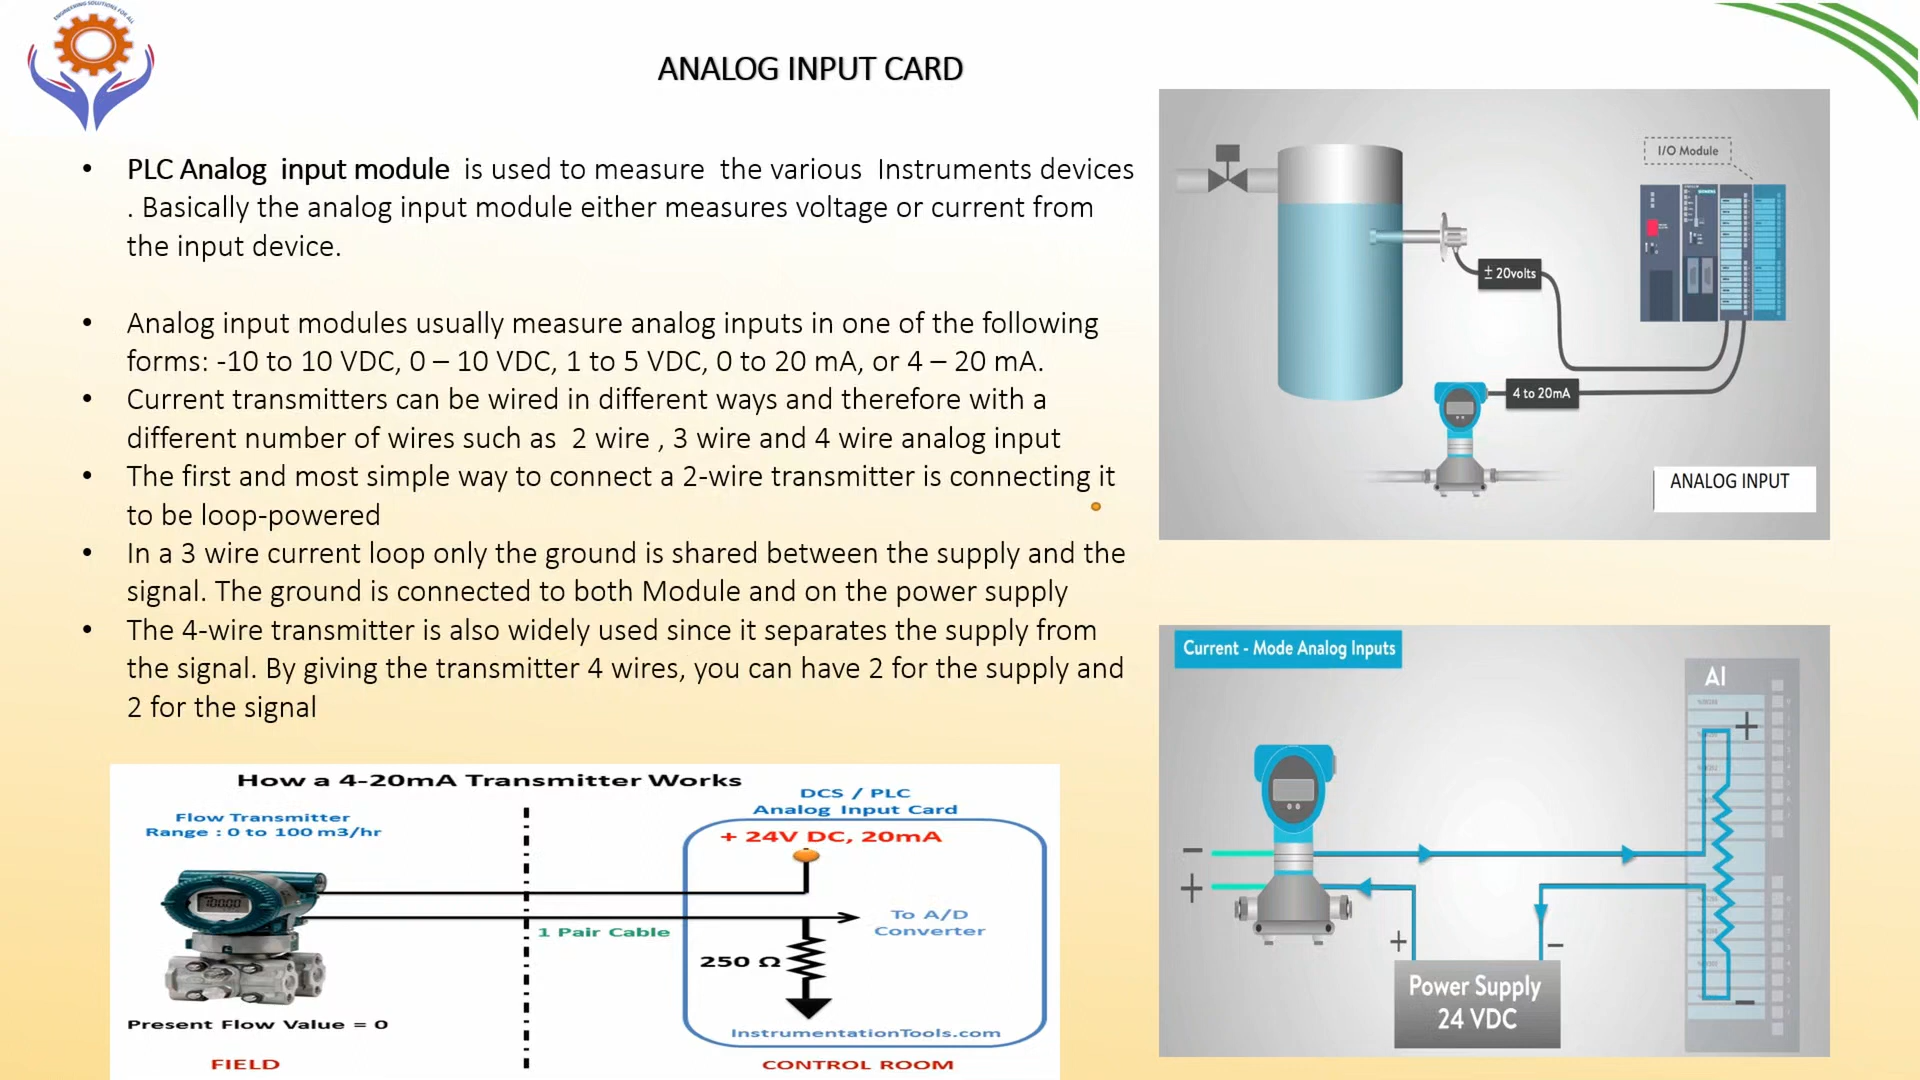 ENGINEERING SOLUTIONS FOR ALL
ANALOG INPUT CARD
• PLC Analog input module is used to measure the various Instruments devices
. Basically the analog input module either measures voltage or current from
the input device.
• Analog input modules usually measure analog inputs in one of the following
forms: -10 to 10 VDC, 0 – 10 VDC, 1 to 5 VDC, 0 to 20 mA, or 4 – 20 mA.
• Current transmitters can be wired in different ways and therefore with a
different number of wires such as 2 wire , 3 wire and 4 wire analog input
• The first and most simple way to connect a 2-wire transmitter is connecting it
to be loop-powered
• In a 3 wire current loop only the ground is shared between the supply and the
signal. The ground is connected to both Module and on the power supply
• The 4-wire transmitter is also widely used since it separates the supply from
the signal. By giving the transmitter 4 wires, you can have 2 for the supply and
2 for the signal
I/O Module
± 20volts
4 to 20mA
ANALOG INPUT
How a 4-20mA Transmitter Works
Flow Transmitter
Range : 0 to 100 m3/hr
DCS / PLC
Analog Input Card
+ 24V DC, 20mA
1 Pair Cable
To A/D
Converter
250 Ω
Present Flow Value = 0
InstrumentationTools.com
FIELD
CONTROL ROOM
Current - Mode Analog Inputs
AI
+
−
+
+
−
−
Power Supply
24 VDC